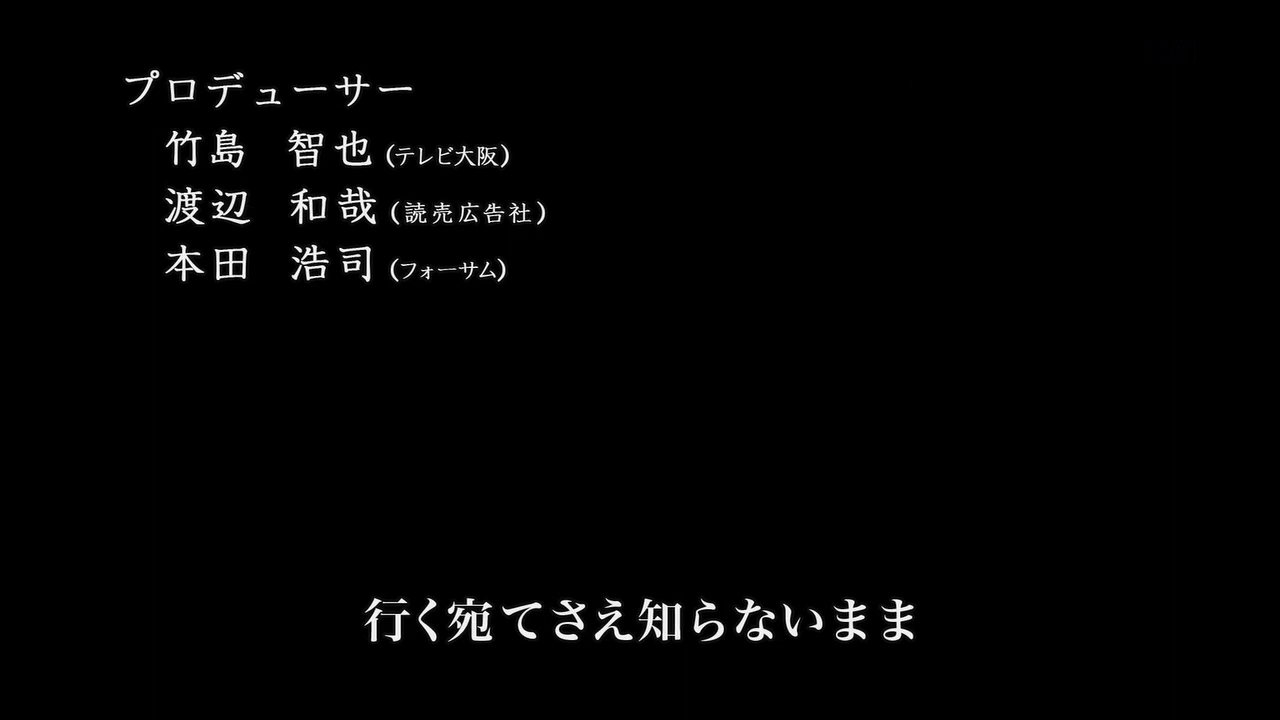 プロデューサー
竹島 智也 (テレビ大阪)
渡辺 和哉 (読売広告社)
本田 浩司 (フォーサム)
行く宛てさえ知らないまま